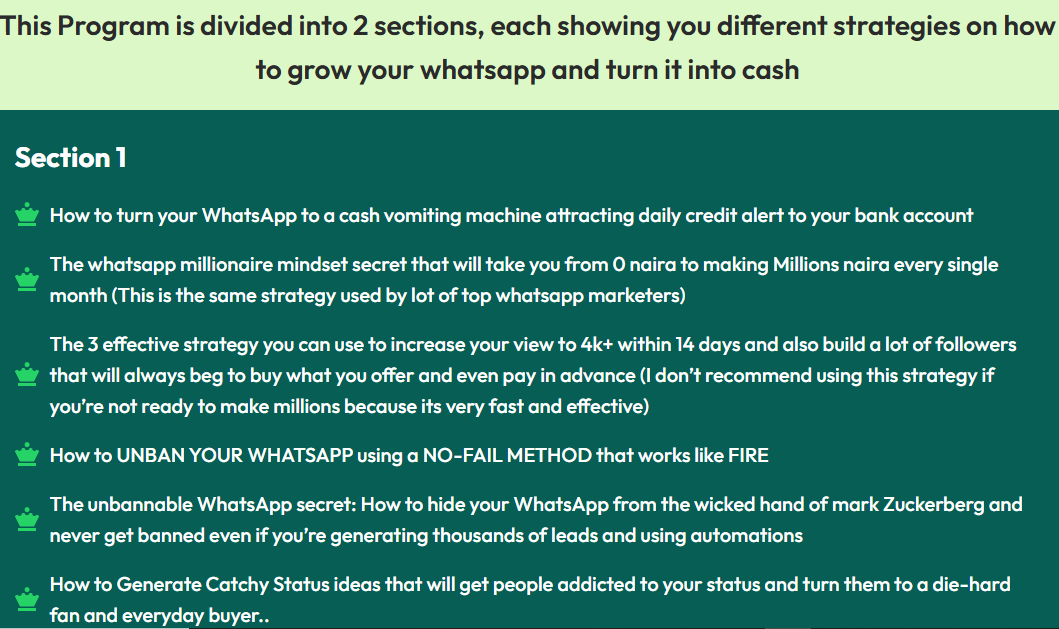 This Program is divided into 2 sections, each showing you different strategies on how
to grow your whatsapp and turn it into cash
Section 1
How to turn your WhatsApp to a cash vomiting machine attracting daily credit alert to your bank account
The whatsapp millionaire mindset secret that will take you from 0 naira to making Millions naira every single
month (This is the same strategy used by lot of top whatsapp marketers)
The 3 effective strategy you can use to increase your view to 4k+ within 14 days and also build a lot of followers
that will always beg to buy what you offer and even pay in advance (I don't recommend using this strategy if
you're not ready to make millions because its very fast and effective)
How to UNBAN YOUR WHATSAPP using a NO-FAIL METHOD that works like FIRE
The unbannable WhatsApp secret: How to hide your WhatsApp from the wicked hand of mark Zuckerberg and
never get banned even if you're generating thousands of leads and using automations
How to Generate Catchy Status ideas that will get people addicted to your status and turn them to a die-hard
fan and everyday buyer..